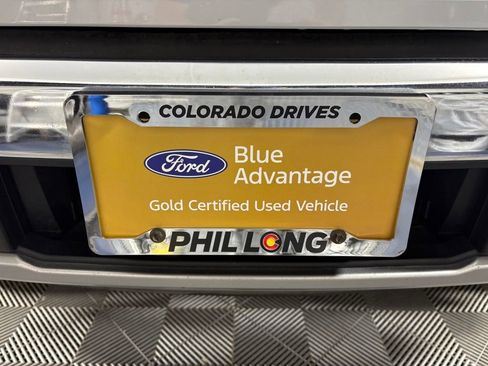 COLORADO DRIVES
Ford
Blue
Advantage
Gold Certified Used Vehicle
PHIL LONG